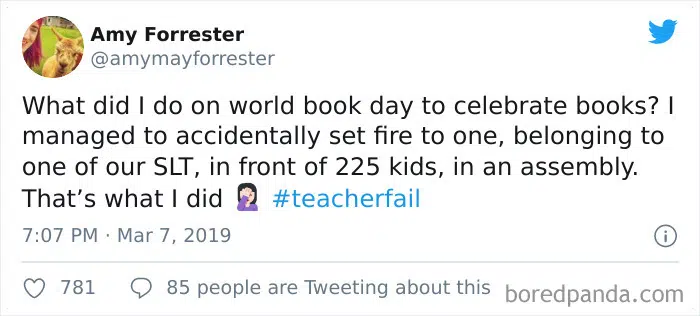 Amy Forrester
@amymayforrester
What did I do on world book day to celebrate books? I
managed to accidentally set fire to one, belonging to
one of our SLT, in front of 225 kids, in an assembly.
That’s what I did 🤦🏻‍♀️ #teacherfail
7:07 PM · Mar 7, 2019
781 85 people are Tweeting about this
boredpanda.com